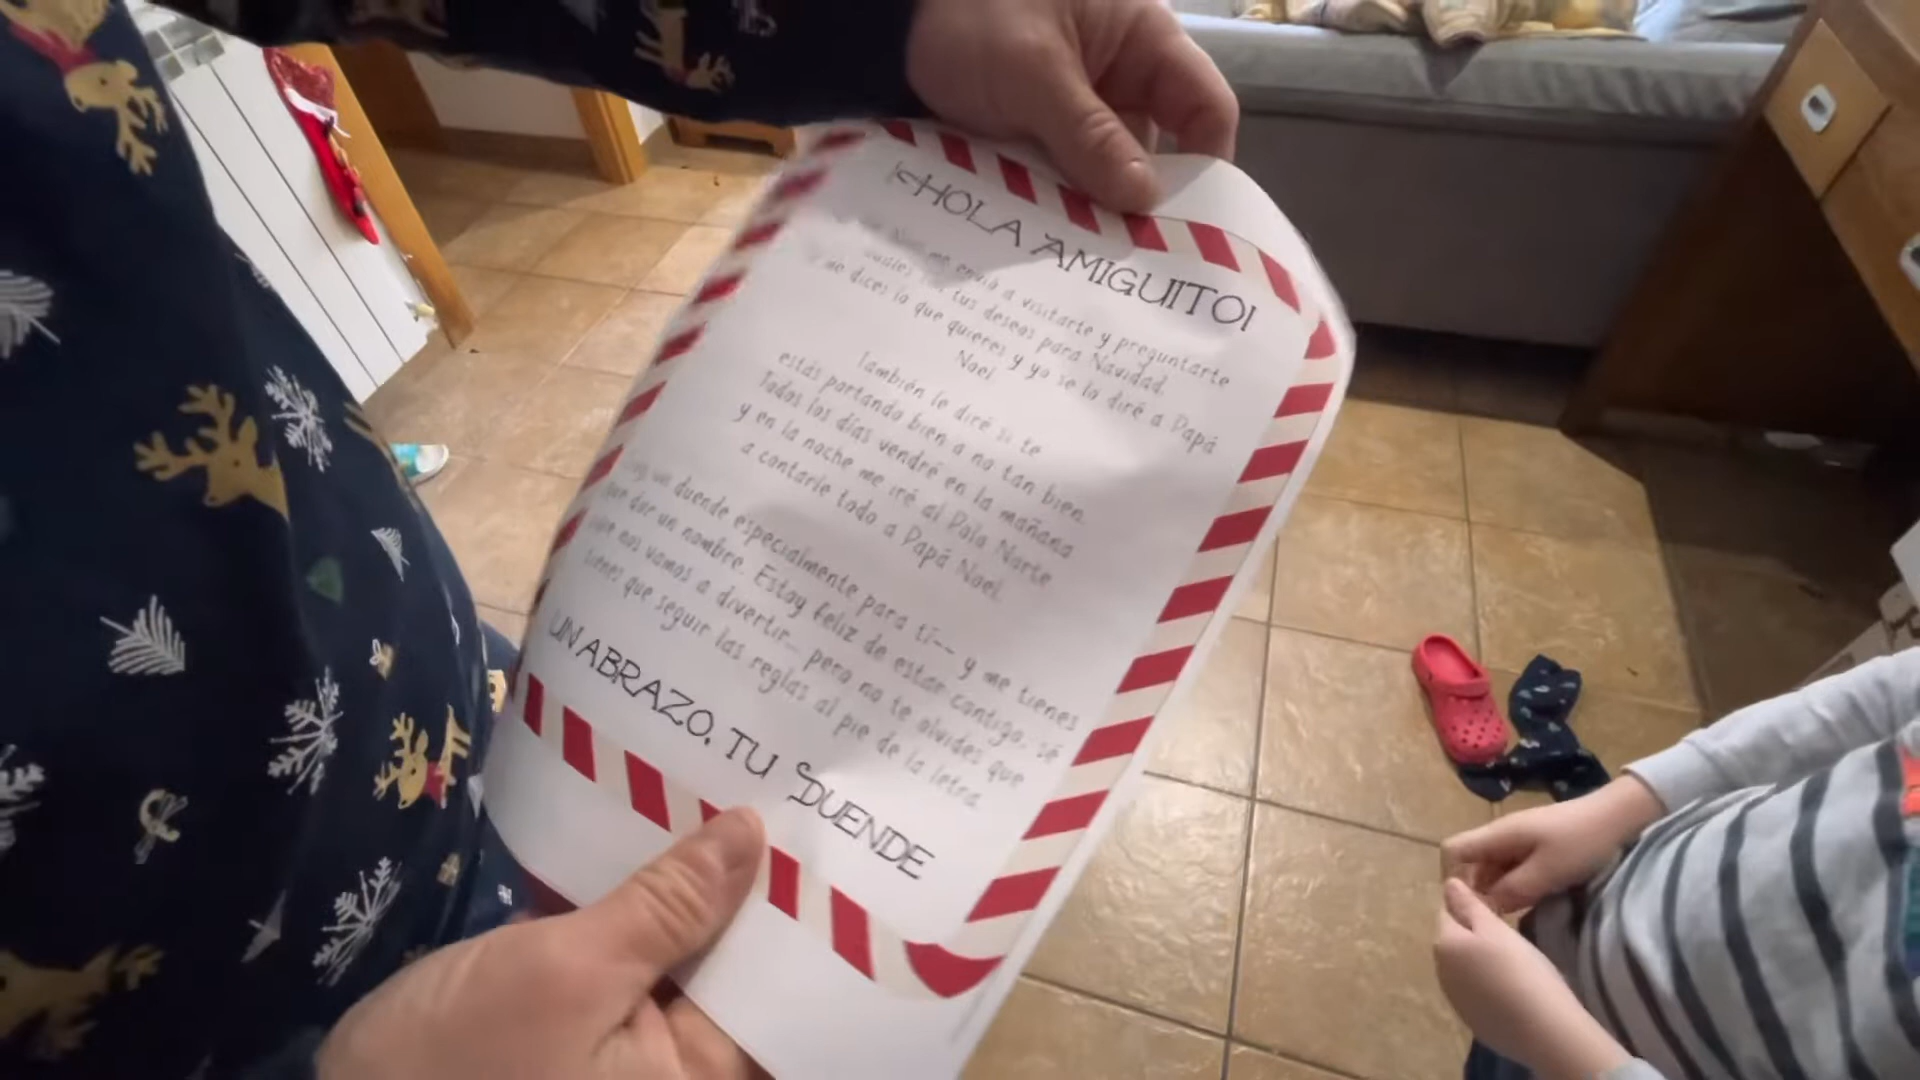 ¡HOLA AMIGUITO!
Noel me envió a visitarte y preguntarte
cuales tus deseos para Navidad.
me dices lo que quieres y yo se lo diré a Papá
Noel.
También le diré si te
estás portando bien o no tan bien.
Todos los días vendré en la mañana
y en la noche me iré al Polo Norte
a contarle todo a Papá Noel.
un duende especialmente para tí-- y me tienes
que dar un nombre. Estoy feliz de estar contigo, sé
que nos vamos a divertir... pero no te olvides que
tienes que seguir las reglas al pie de la letra.
UN ABRAZO, TU DUENDE